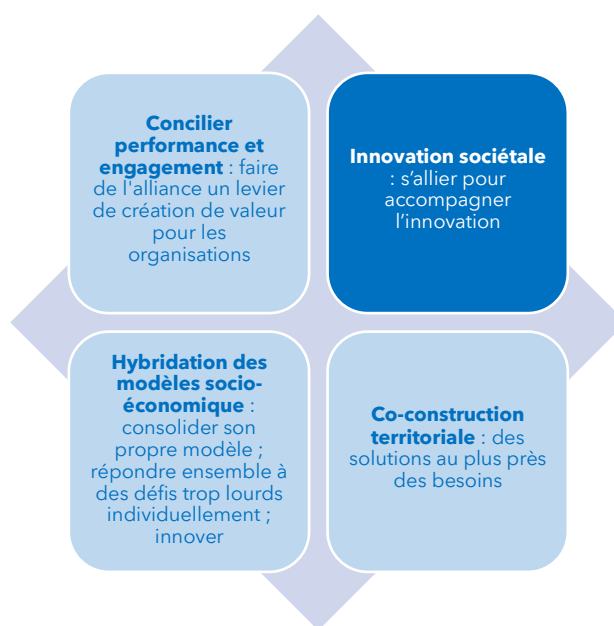 Concilier
performance et
engagement : faire
de l'alliance un levier
de création de valeur
pour les
organisations
Innovation sociétale
: s’allier pour
accompagner
l’innovation
Hybridation des
modèles socio-
économique :
consolider son
propre modèle ;
répondre ensemble à
des défis trop lourds
individuellement ;
innover
Co-construction
territoriale : des
solutions au plus près
des besoins